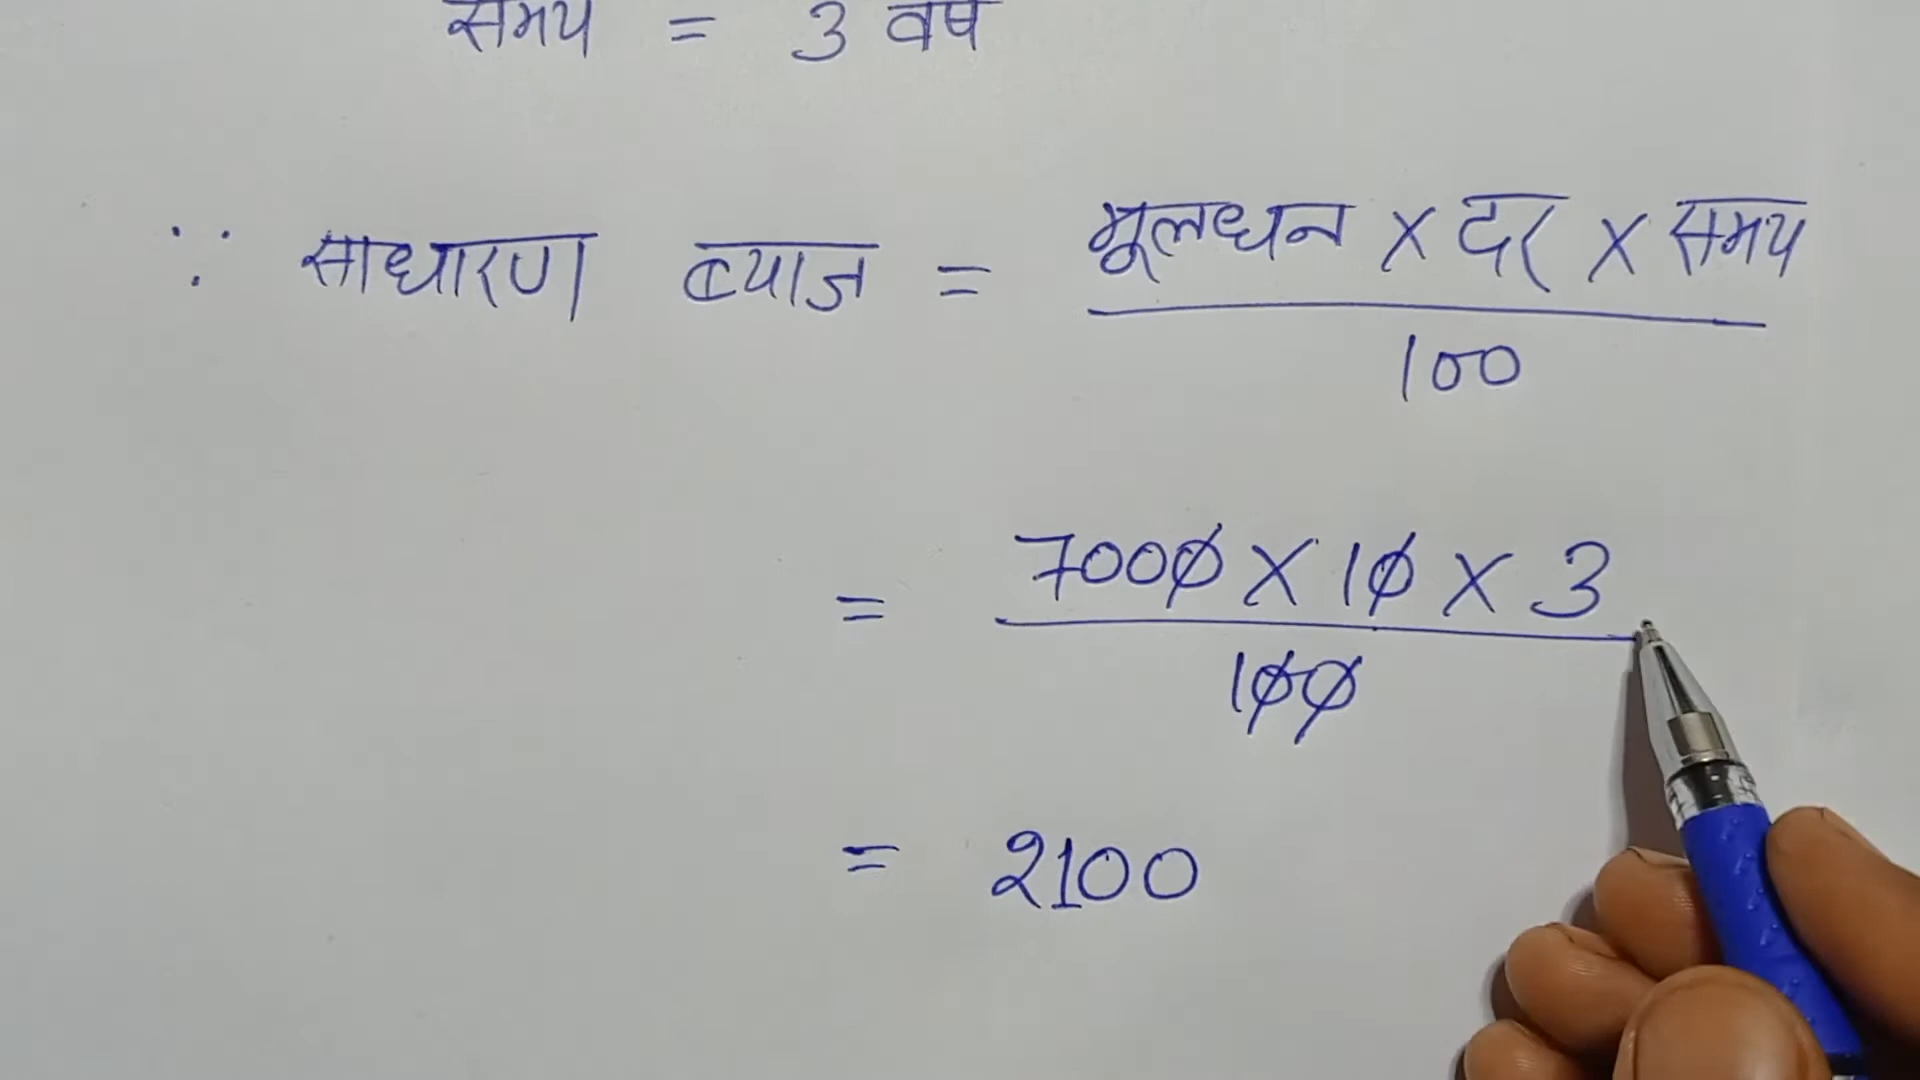 समय = 3 वर्ष
∵ साधारण ब्याज = मूलधन × दर × समय
100
= 7000 × 10 × 3
100
= 2100